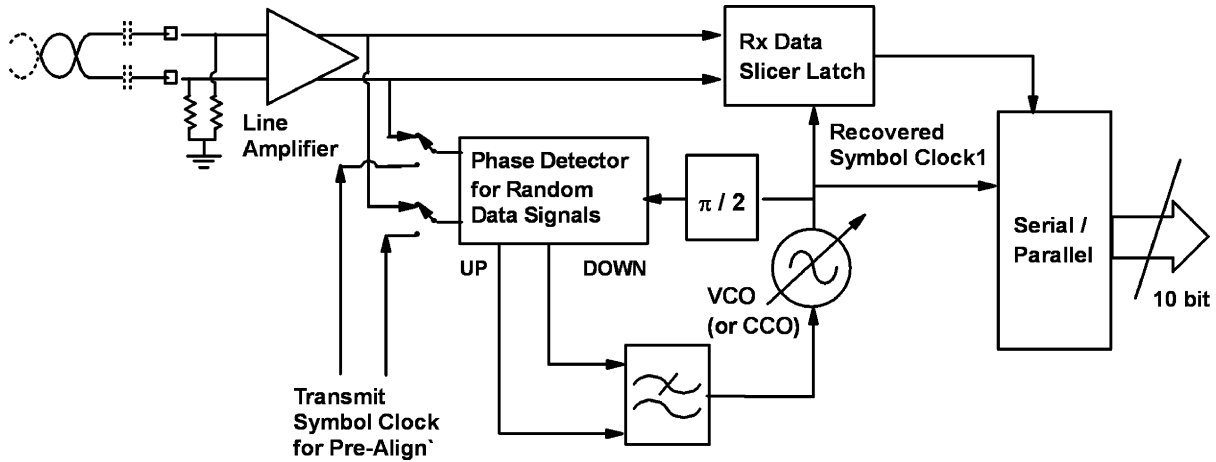 Rx Data
Slicer Latch
Line
Amplifier
Recovered
Symbol Clock1
Phase Detector
for Random
Data Signals
π / 2
Serial /
Parallel
UP
DOWN
VCO
(or CCO)
10 bit
Transmit
Symbol Clock
for Pre-Align`